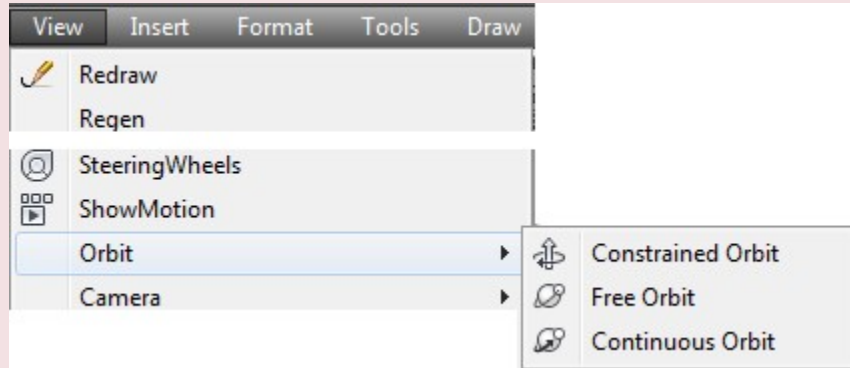 View Insert Format Tools Draw
Redraw
Regen
SteeringWheels
ShowMotion
Orbit
Camera
Constrained Orbit
Free Orbit
Continuous Orbit